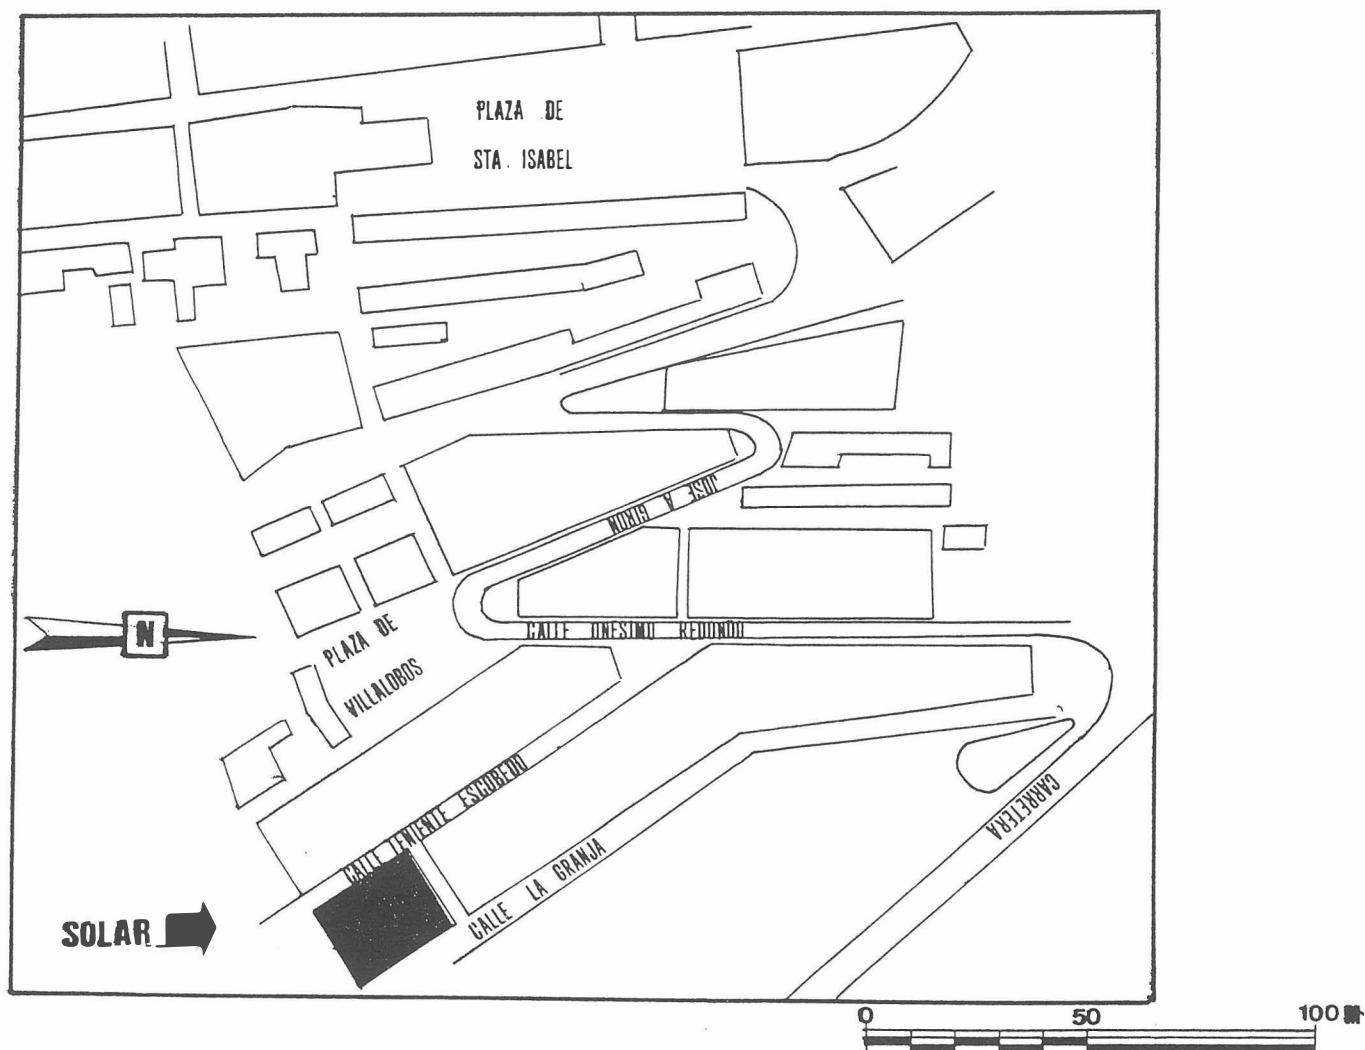 PLAZA DE
STA. ISABEL
JOSE A GIRON
CALLE ONESIMO REDONDO
N
PLAZA DE
VILLALOBOS
CALLE TENIENTE ESCOBEDO
CARRETERA
CALLE LA GRANJA
SOLAR
0 50 100